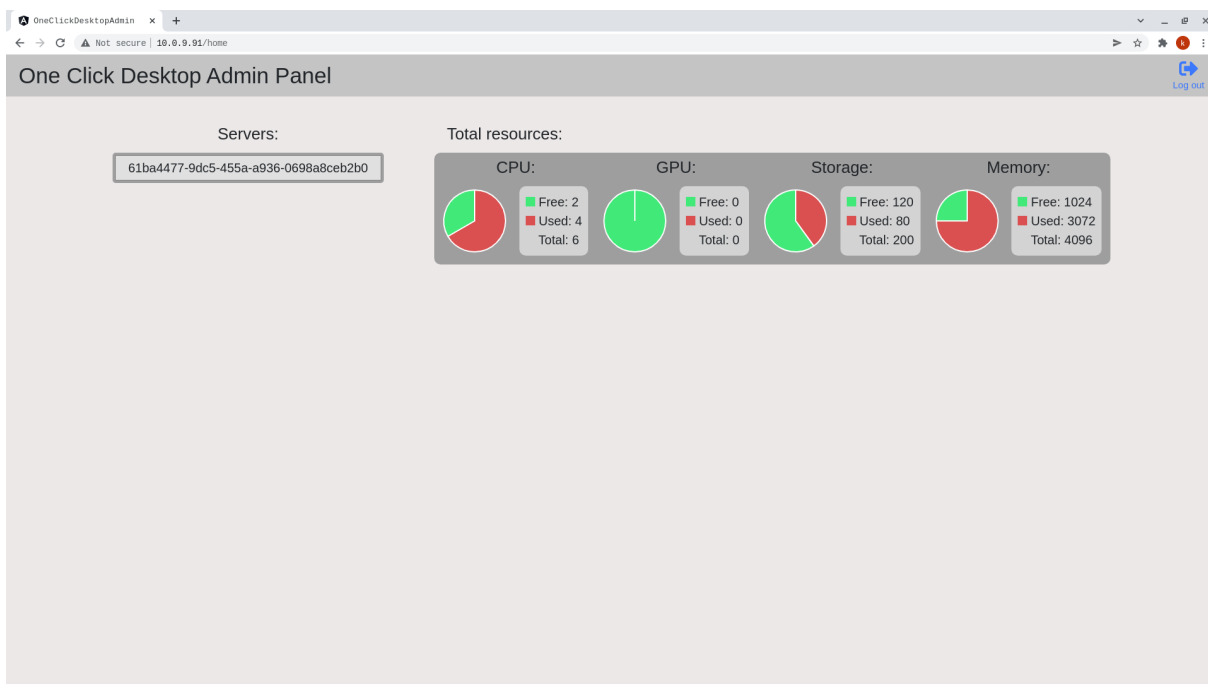 OneClickDesktopAdmin
Not secure 10.0.9.91/home
k
One Click Desktop Admin Panel
Log out
Servers:
61ba4477-9dc5-455a-a936-0698a8ceb2b0
Total resources:
CPU:
Free: 2
Used: 4
Total: 6
GPU:
Free: 0
Used: 0
Total: 0
Storage:
Free: 120
Used: 80
Total: 200
Memory:
Free: 1024
Used: 3072
Total: 4096